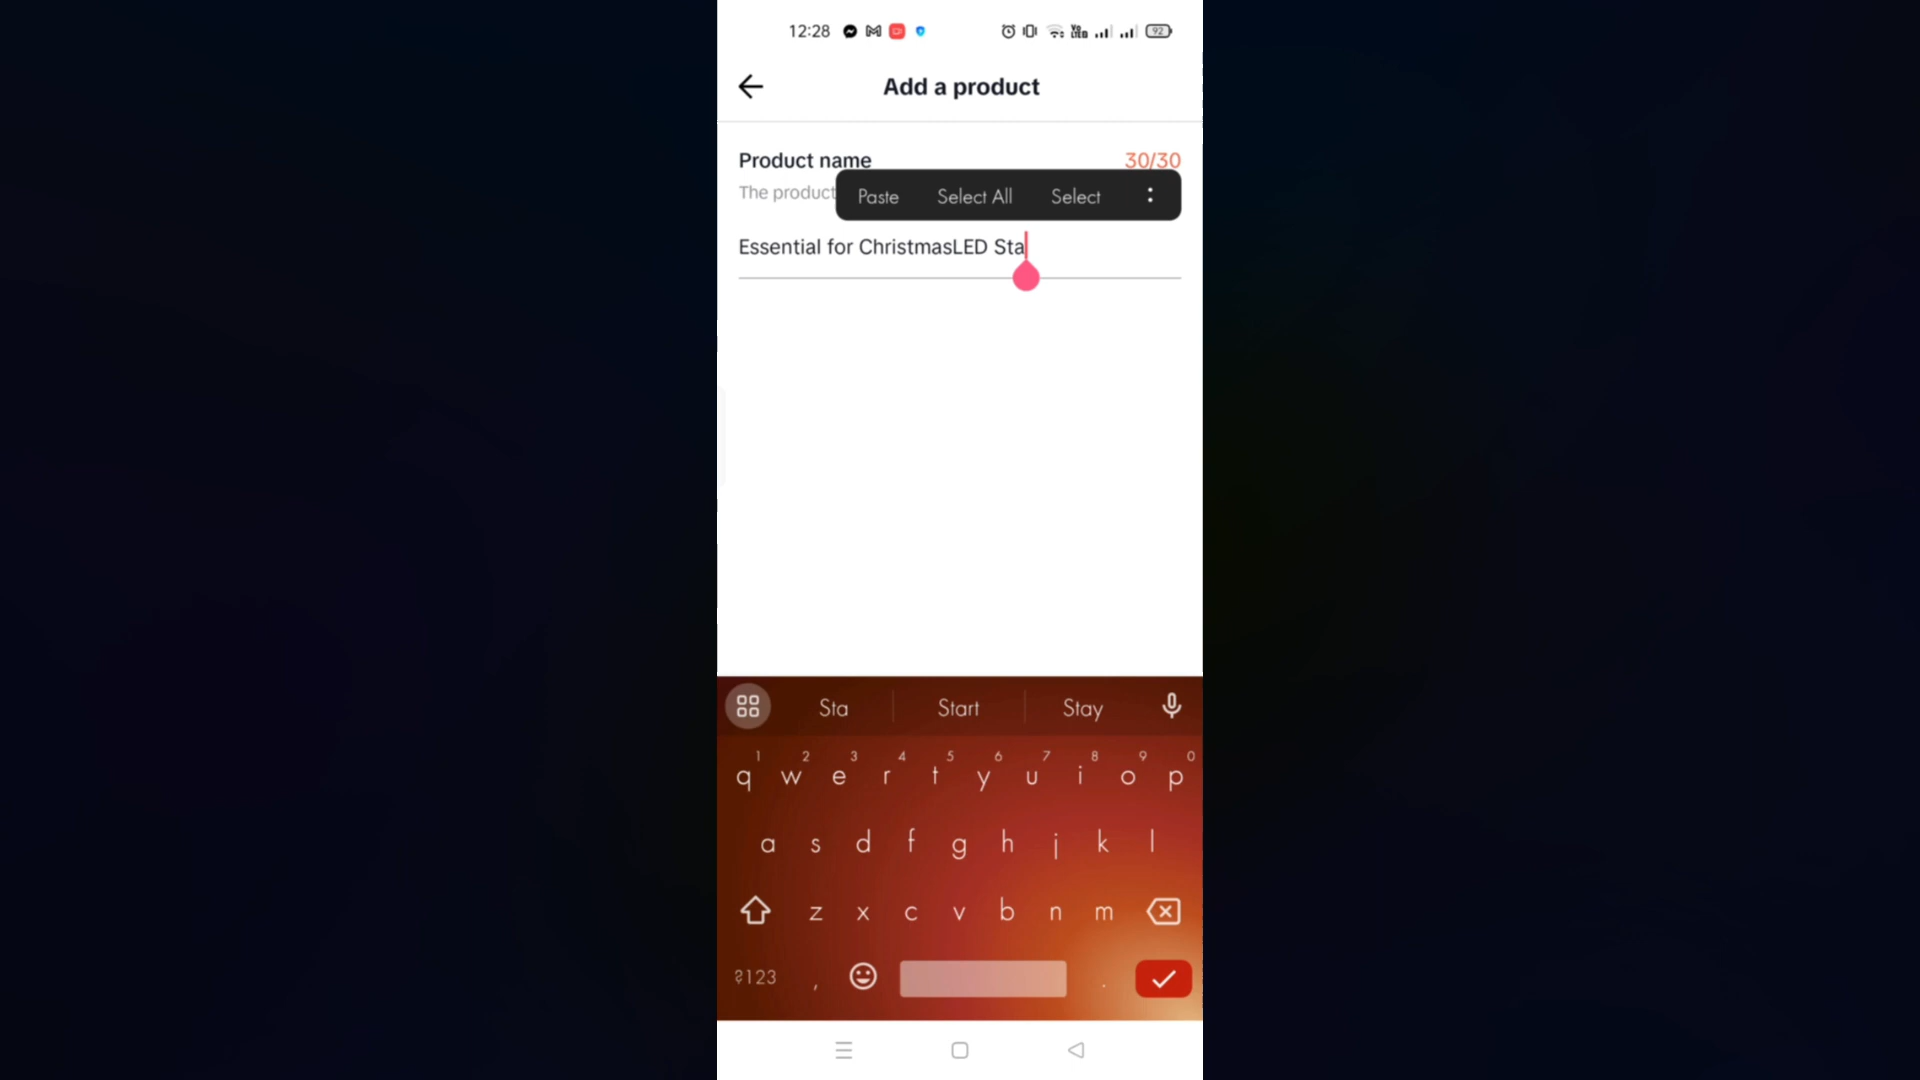 12:28 92
Add a product
Product name 30/30
The product
Paste Select All Select
Essential for ChristmasLED Sta
Sta Start Stay
1 2 3 4 5 6 7 8 9 0
q w e r t y u i o p
a s d f g h j k l
z x c v b n m
?123 , .